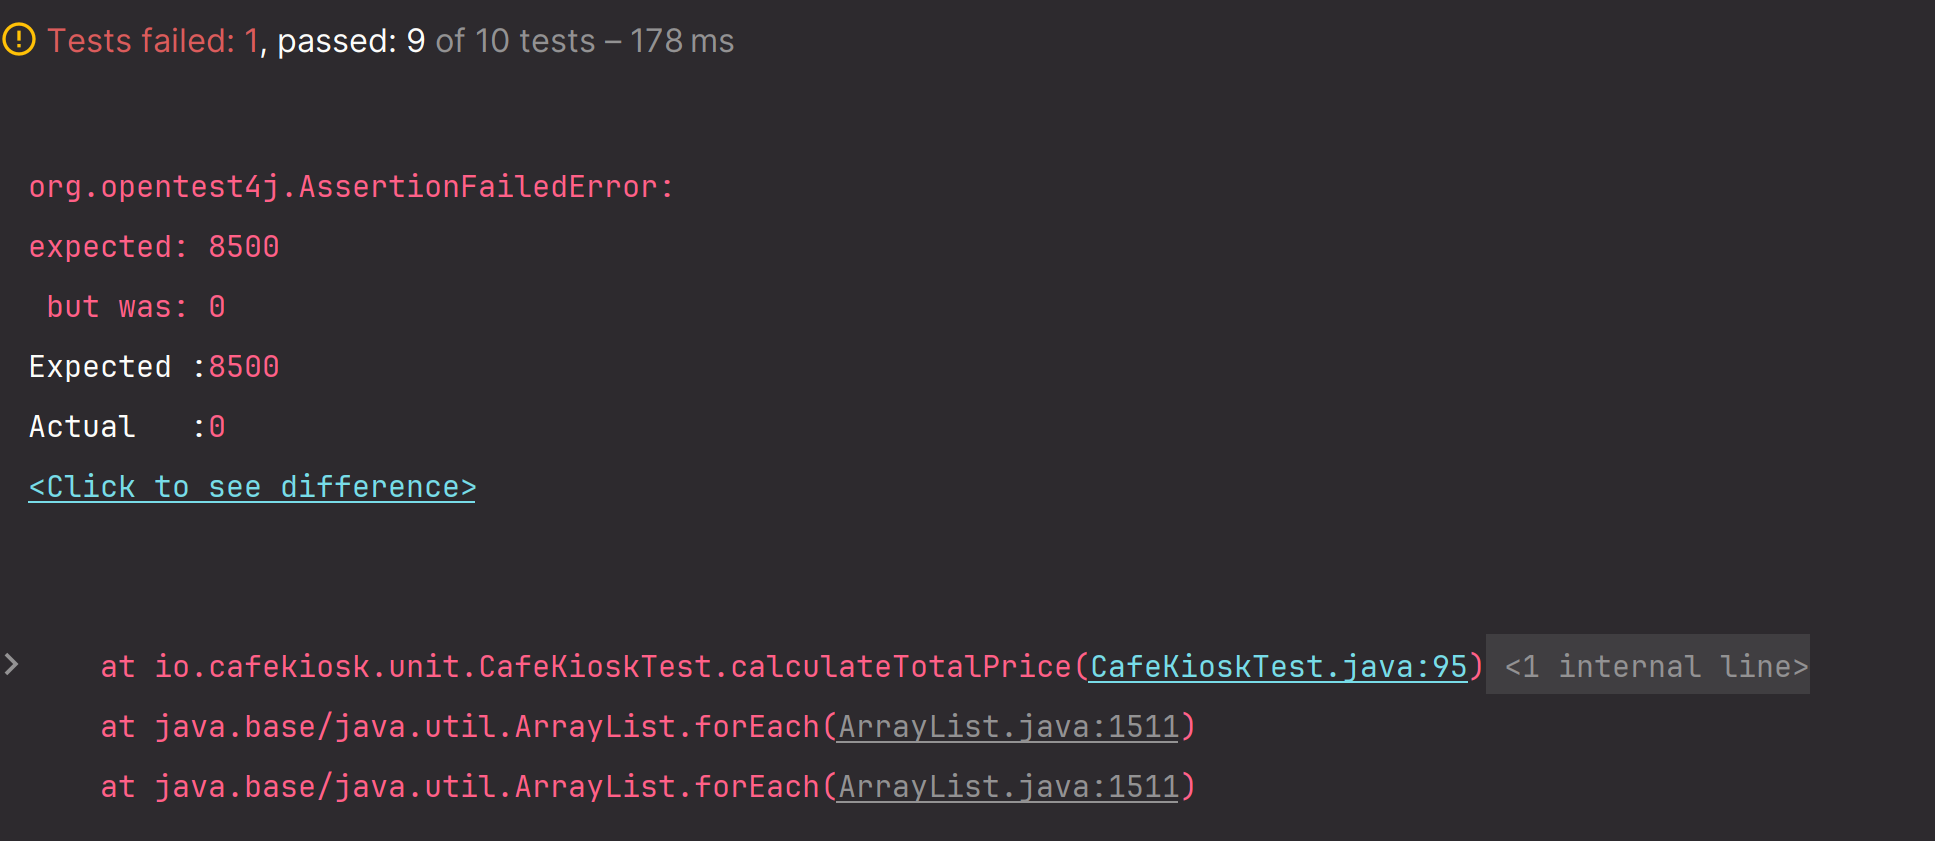 Tests failed: 1, passed: 9 of 10 tests – 178 ms
org.opentest4j.AssertionFailedError:
expected: 8500
 but was: 0
Expected :8500
Actual   :0
<Click to see difference>
at io.cafekiosk.unit.CafeKioskTest.calculateTotalPrice(CafeKioskTest.java:95) <1 internal line>
at java.base/java.util.ArrayList.forEach(ArrayList.java:1511)
at java.base/java.util.ArrayList.forEach(ArrayList.java:1511)